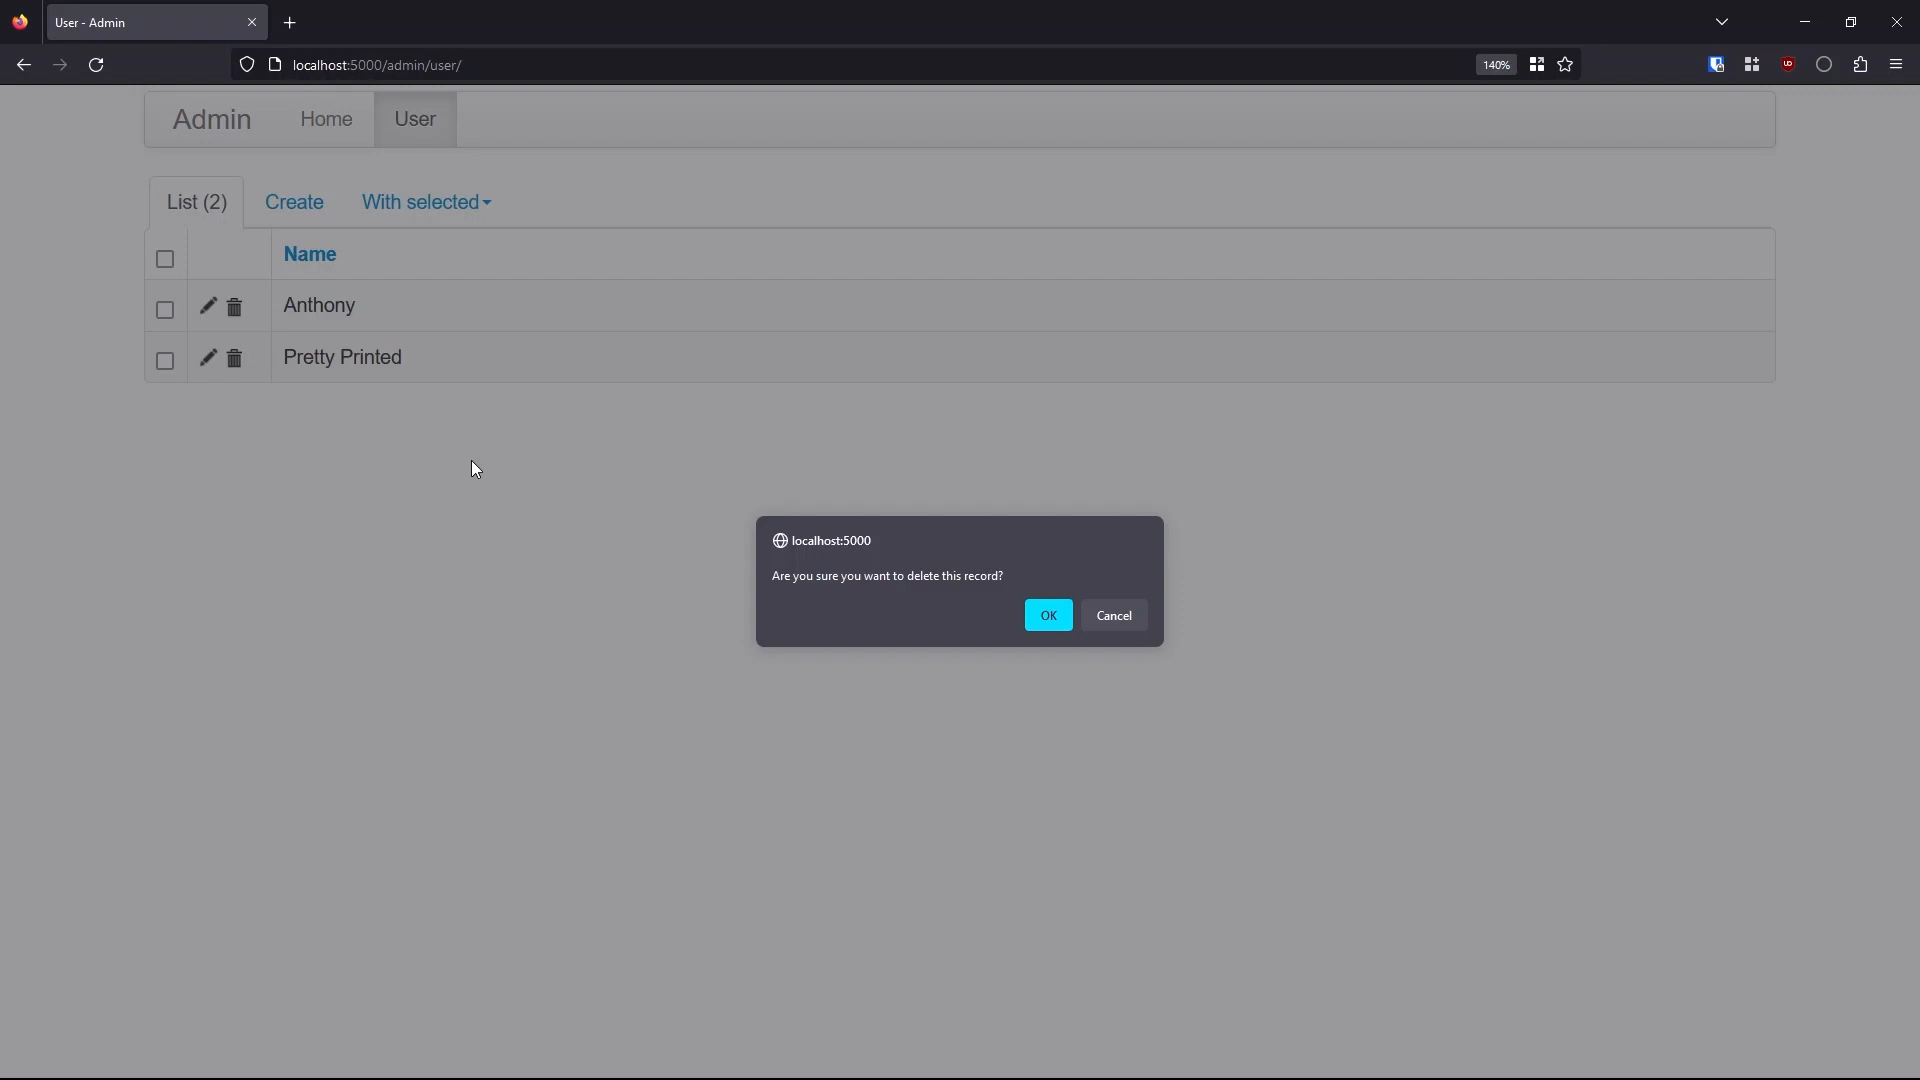 User - Admin
localhost:5000/admin/user/
140%
Admin Home User
List (2) Create With selected
Name
Anthony
Pretty Printed
localhost:5000
Are you sure you want to delete this record?
OK Cancel